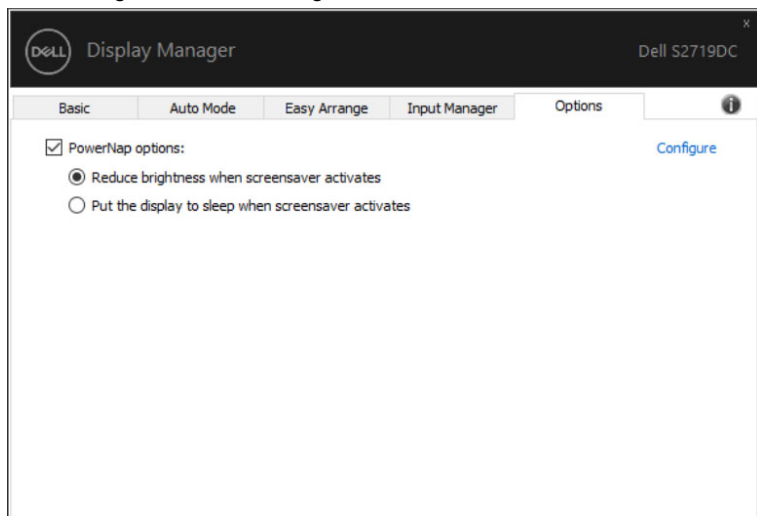 DELL
Display Manager
x
Dell S2719DC
Basic Auto Mode Easy Arrange Input Manager Options i
PowerNap options: Configure
Reduce brightness when screensaver activates
Put the display to sleep when screensaver activates